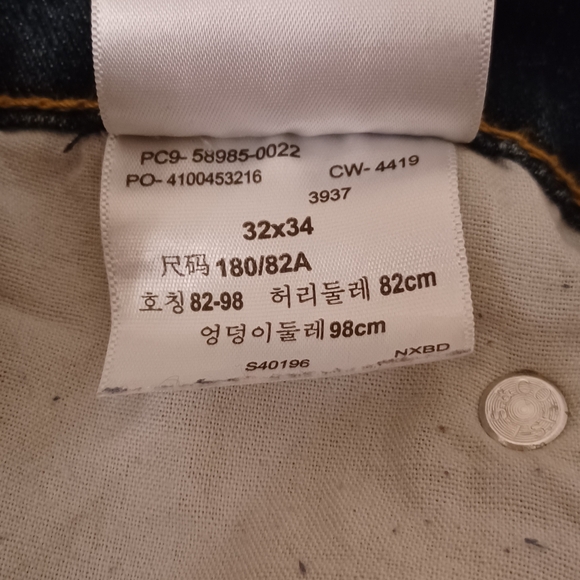 PC9- 58985-0022
PO- 4100453216
CW- 4419
3937
32x34
尺码 180/82A
호칭 82-98 허리둘레 82cm
엉덩이둘레 98cm
S40196 NXBD